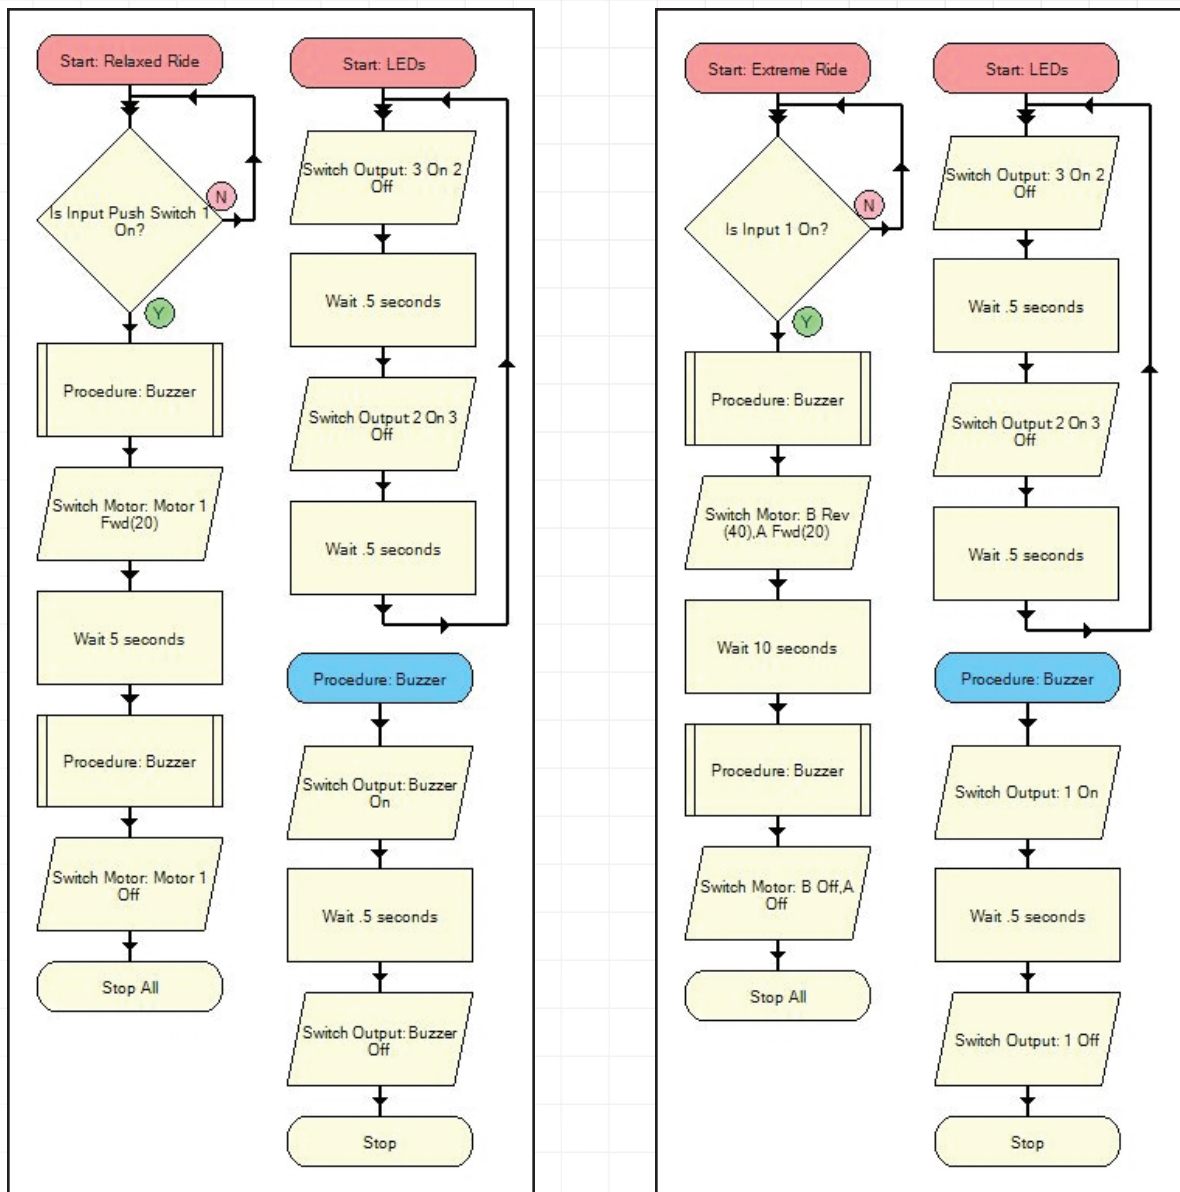 Start: Relaxed Ride
Is Input Push Switch 1
On?
N
Y
Procedure: Buzzer
Switch Motor: Motor 1
Fwd(20)
Wait 5 seconds
Procedure: Buzzer
Switch Motor: Motor 1
Off
Stop All
Start: LEDs
Switch Output: 3 On 2
Off
Wait .5 seconds
Switch Output:2 On 3
Off
Wait .5 seconds
Procedure: Buzzer
Switch Output: Buzzer
On
Wait .5 seconds
Switch Output: Buzzer
Off
Stop
Start: Extreme Ride
Is Input 1 On?
N
Y
Procedure: Buzzer
Switch Motor: B Rev
(40),A Fwd(20)
Wait 10 seconds
Procedure: Buzzer
Switch Motor: B Off,A
Off
Stop All
Start: LEDs
Switch Output: 3 On 2
Off
Wait .5 seconds
Switch Output:2 On 3
Off
Wait .5 seconds
Procedure: Buzzer
Switch Output: 1 On
Wait .5 seconds
Switch Output: 1 Off
Stop